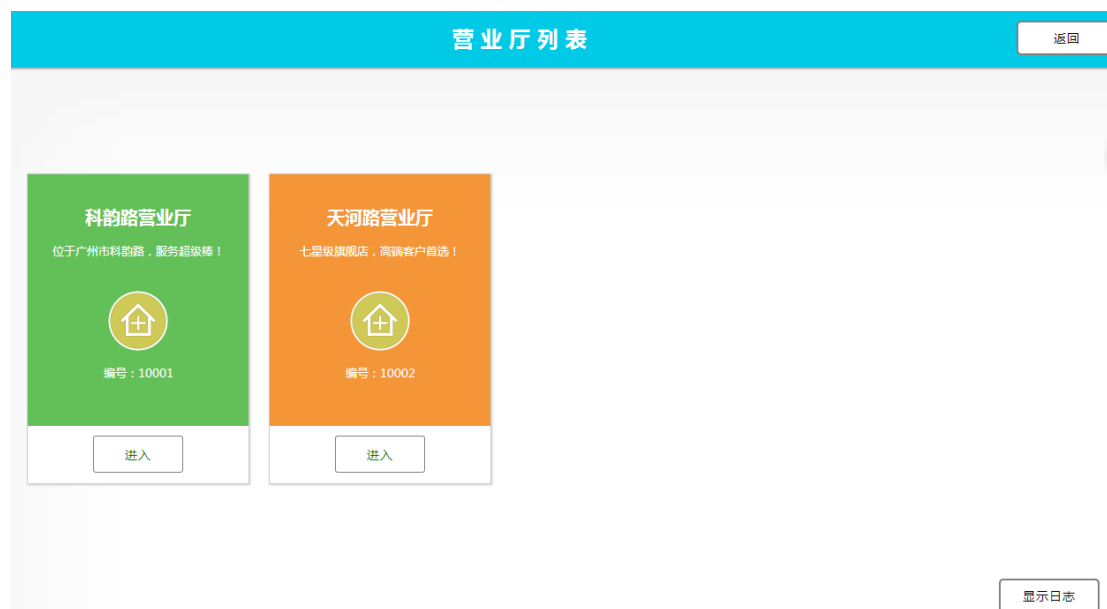 营业厅列表
返回
科韵路营业厅
位于广州市科韵路，服务超级棒！
编号：10001
进入
天河路营业厅
七星级旗舰店，高端客户首选！
编号：10002
进入
显示日志